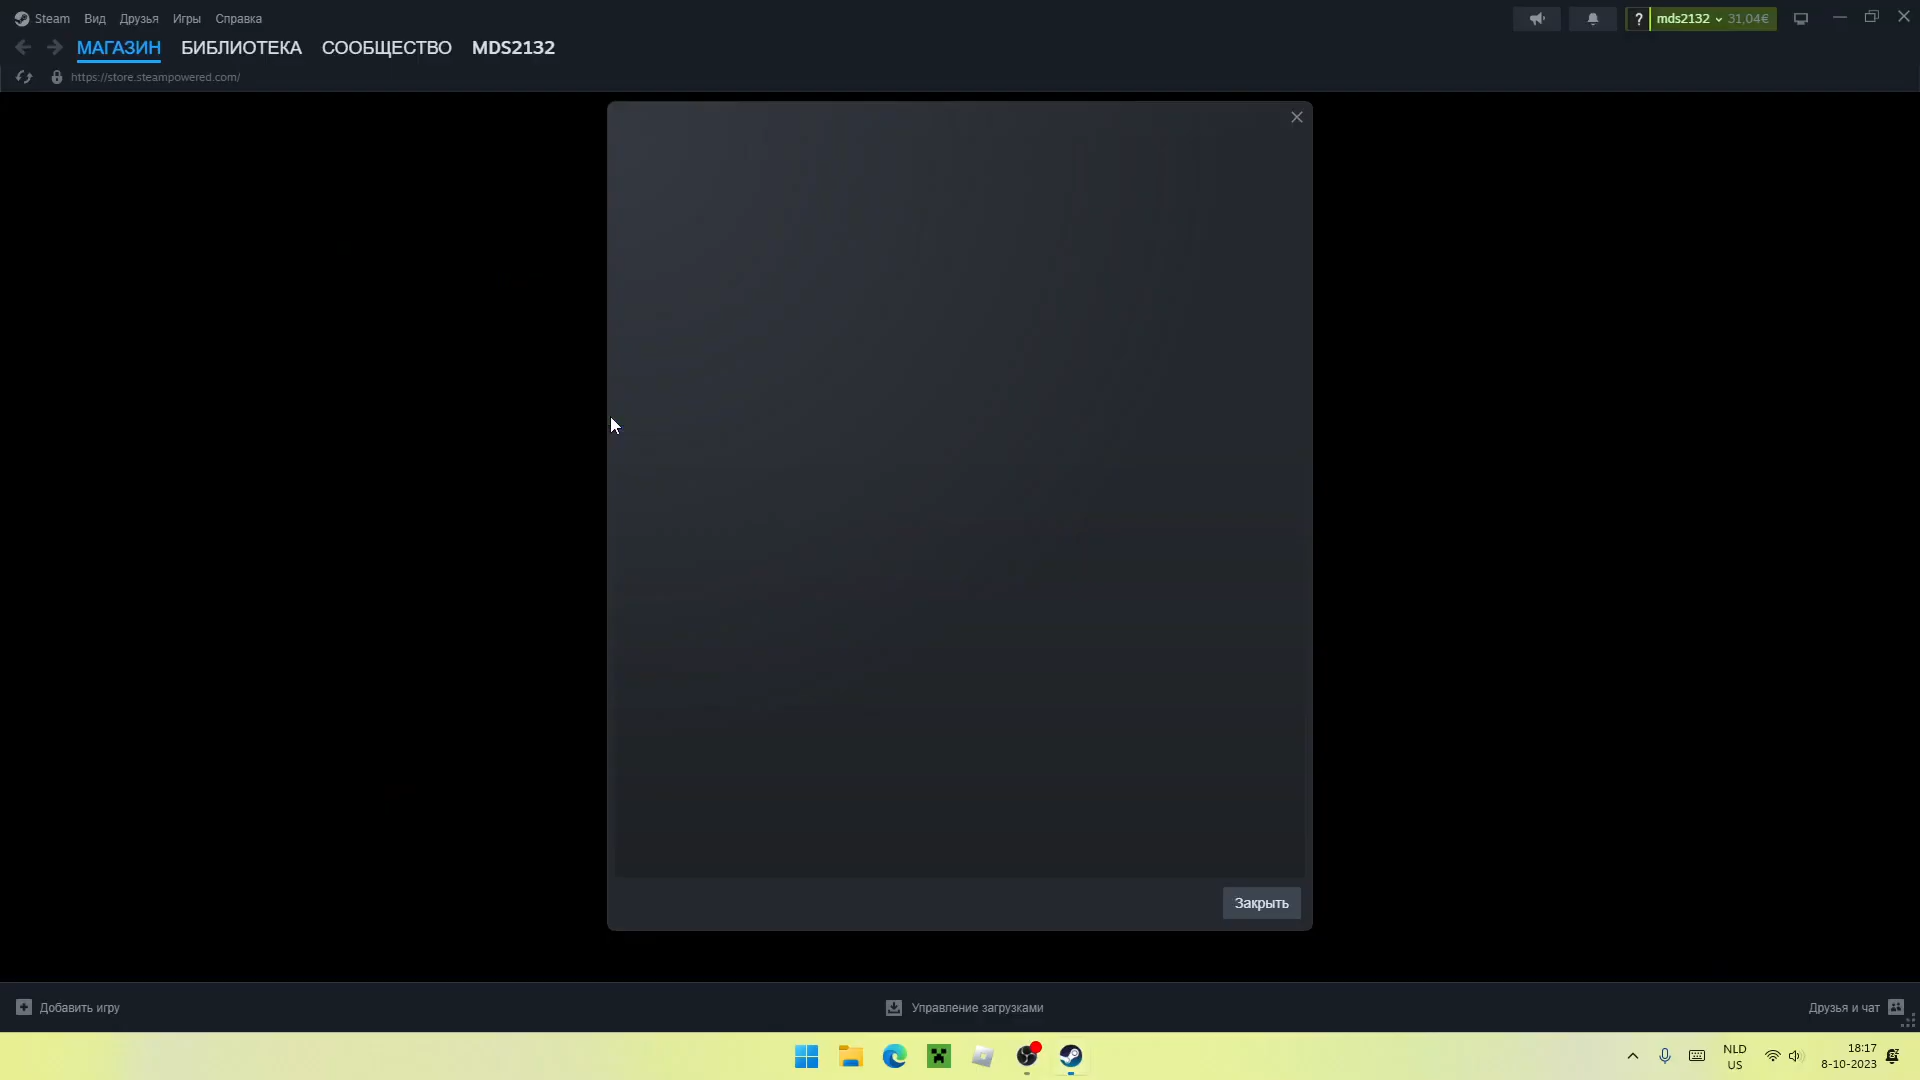 Steam Вид Друзья Игры Справка
? mds2132 31,04€
МАГАЗИН БИБЛИОТЕКА СООБЩЕСТВО MDS2132
https://store.steampowered.com/
Закрыть
Добавить игру
Управление загрузками
Друзья и чат
NLD
US
18:17
8-10-2023